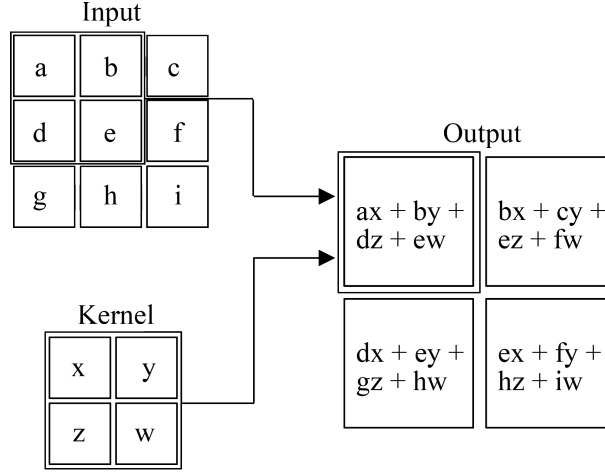 Input
a b c
d e f
g h i
Output
ax + by +
dz + ew
bx + cy +
ez + fw
dx + ey +
gz + hw
ex + fy +
hz + iw
Kernel
x y
z w